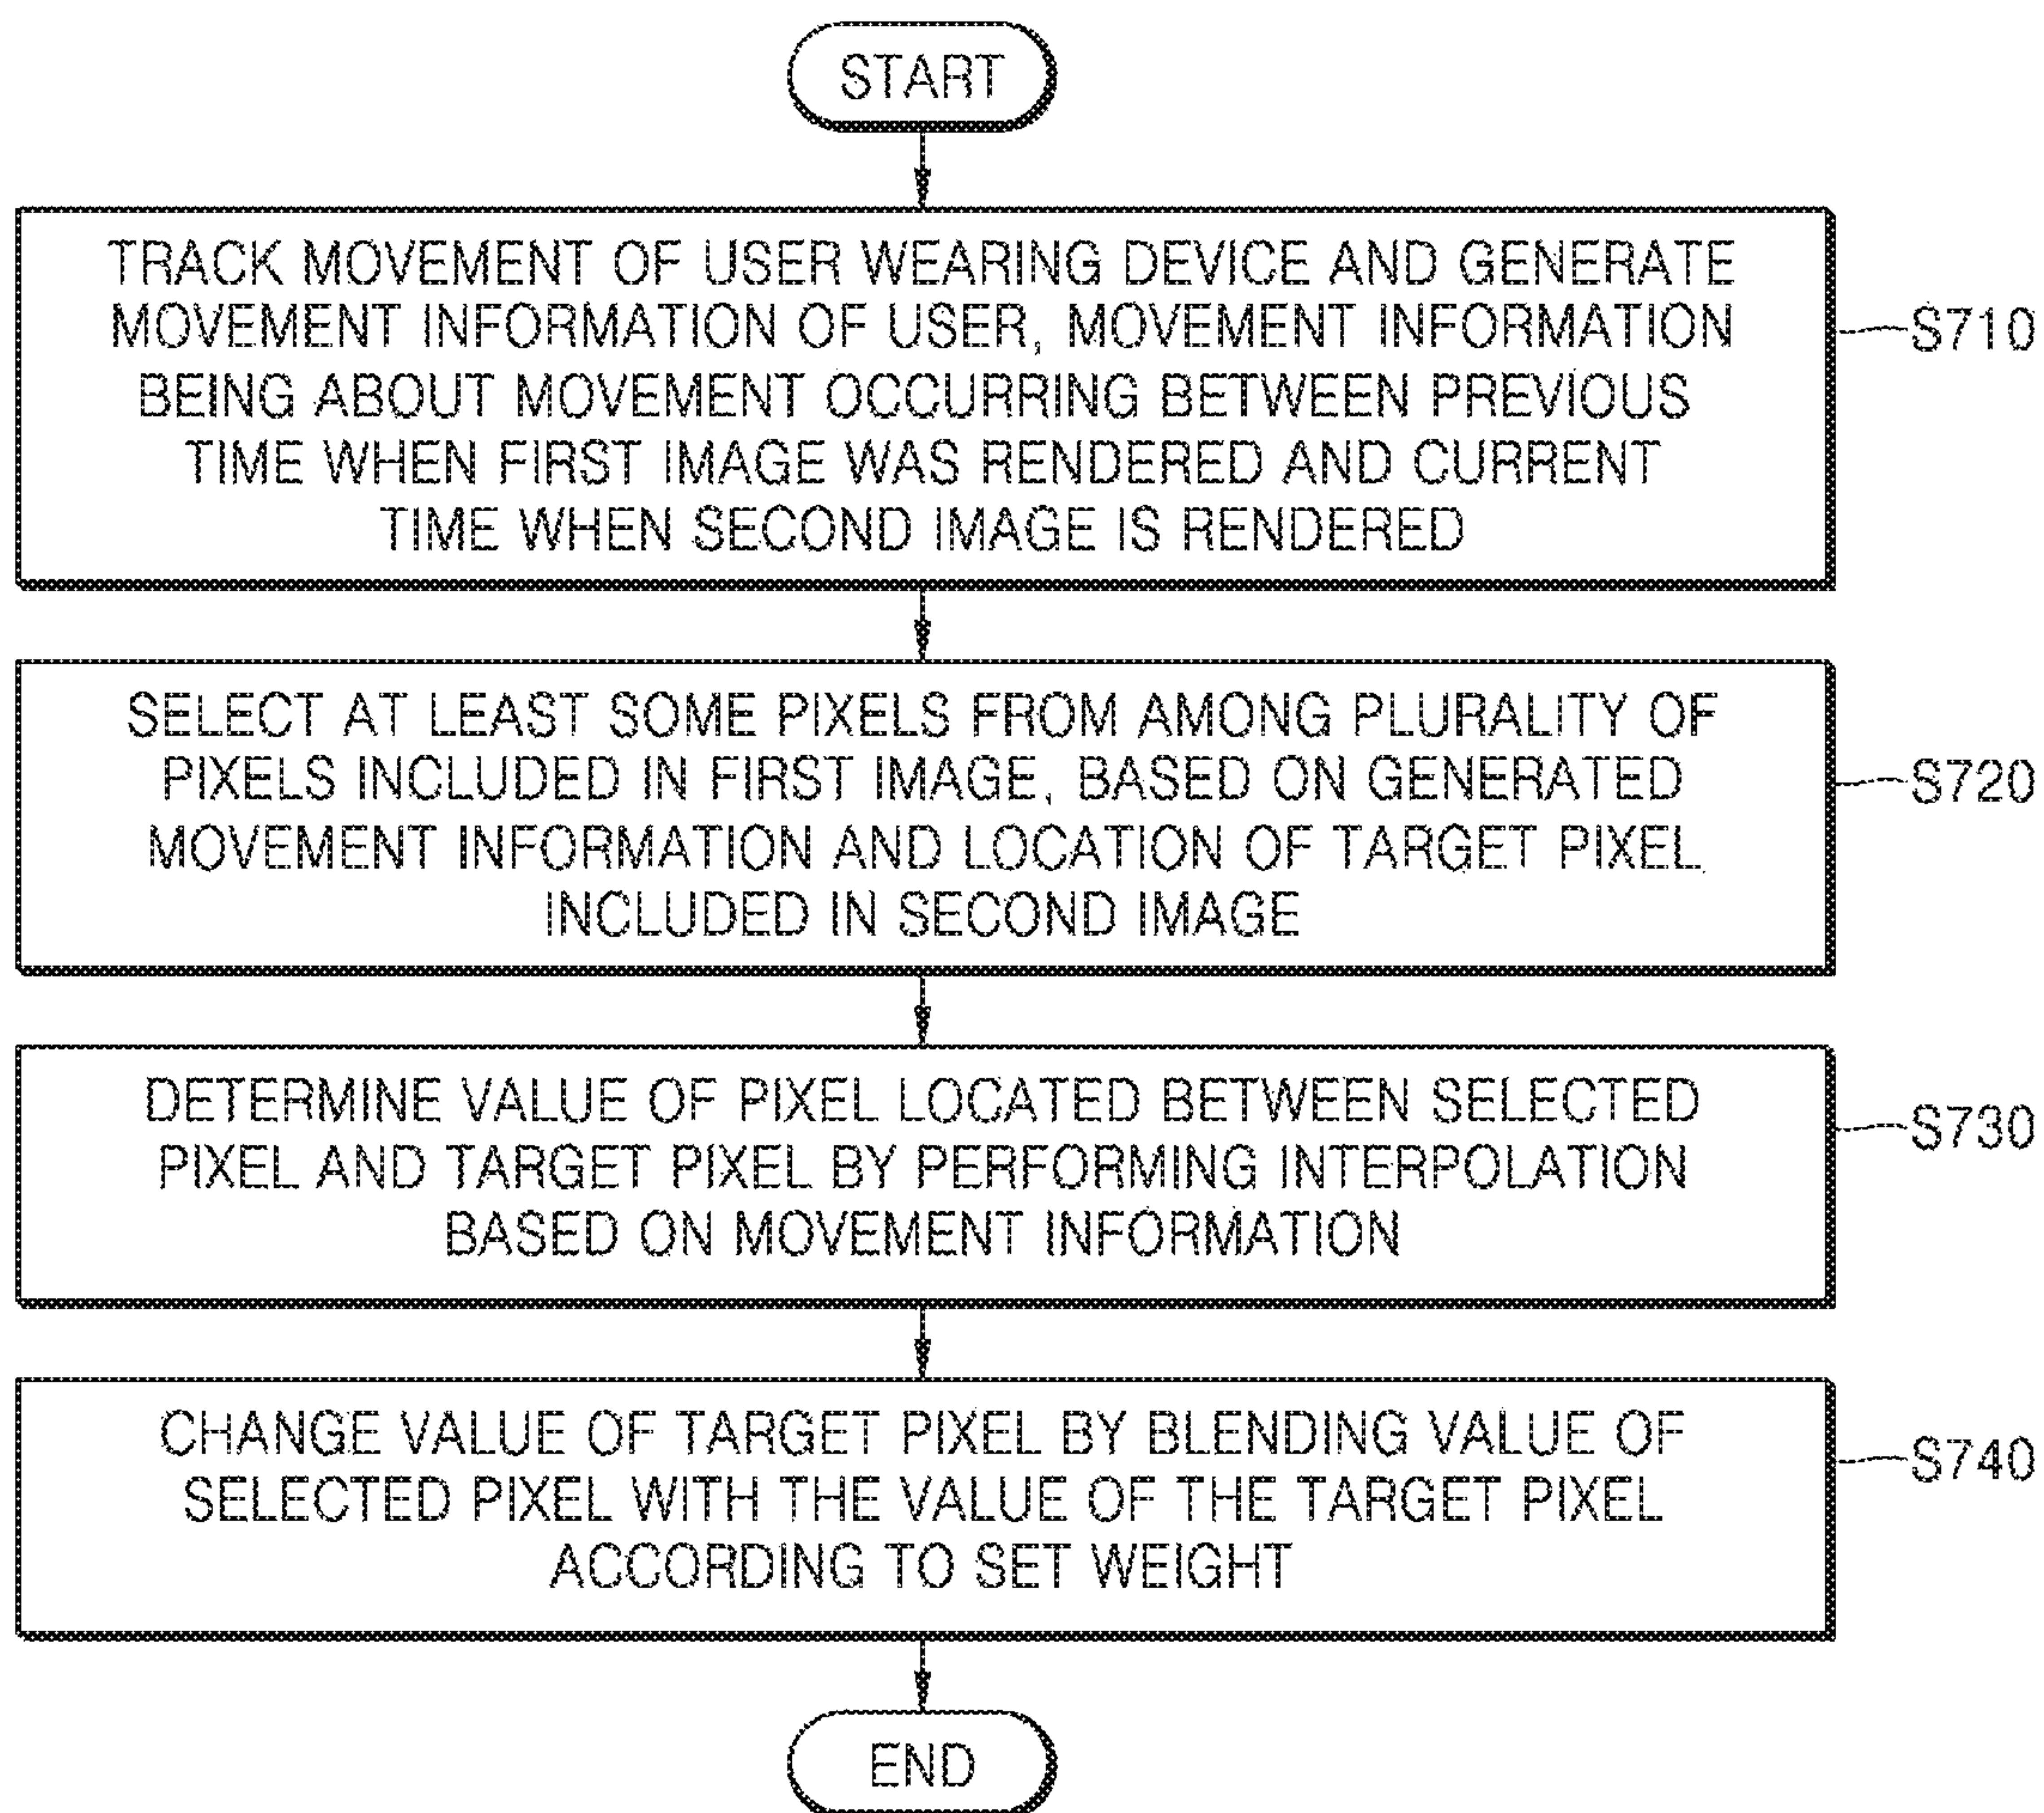 START
TRACK MOVEMENT OF USER WEARING DEVICE AND GENERATE
MOVEMENT INFORMATION OF USER, MOVEMENT INFORMATION
BEING ABOUT MOVEMENT OCCURRING BETWEEN PREVIOUS
TIME WHEN FIRST IMAGE WAS RENDERED AND CURRENT
TIME WHEN SECOND IMAGE IS RENDERED
S710
SELECT AT LEAST SOME PIXELS FROM AMONG PLURALITY OF
PIXELS INCLUDED IN FIRST IMAGE, BASED ON GENERATED
MOVEMENT INFORMATION AND LOCATION OF TARGET PIXEL
INCLUDED IN SECOND IMAGE
S720
DETERMINE VALUE OF PIXEL LOCATED BETWEEN SELECTED
PIXEL AND TARGET PIXEL BY PERFORMING INTERPOLATION
BASED ON MOVEMENT INFORMATION
S730
CHANGE VALUE OF TARGET PIXEL BY BLENDING VALUE OF
SELECTED PIXEL WITH THE VALUE OF THE TARGET PIXEL
ACCORDING TO SET WEIGHT
S740
END